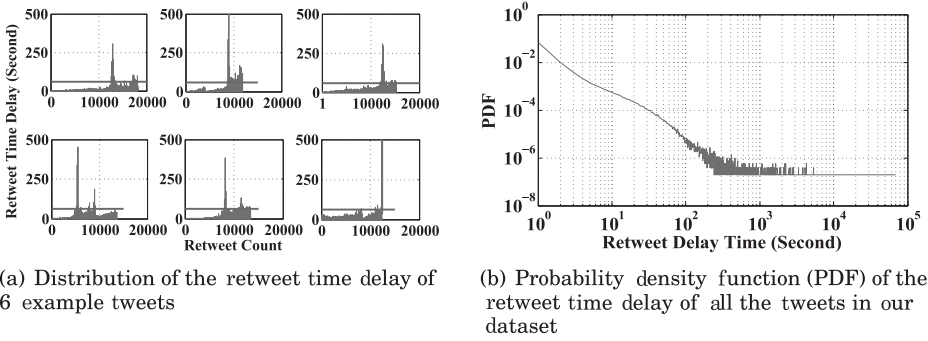 500
250
0
0 10000 20000
500
250
0
0 10000 20000
500
250
0
1 10000 20000
500
250
0
0 10000 20000
500
250
0
0 10000 20000
500
250
0
0 10000 20000
Retweet Time Delay (Second)
Retweet Count
(a) Distribution of the retweet time delay of
6 example tweets
10^0
10^-2
10^-4
10^-6
10^-8
PDF
10^0 10^1 10^2 10^3 10^4 10^5
Retweet Delay Time (Second)
(b) Probability density function (PDF) of the
retweet time delay of all the tweets in our
dataset